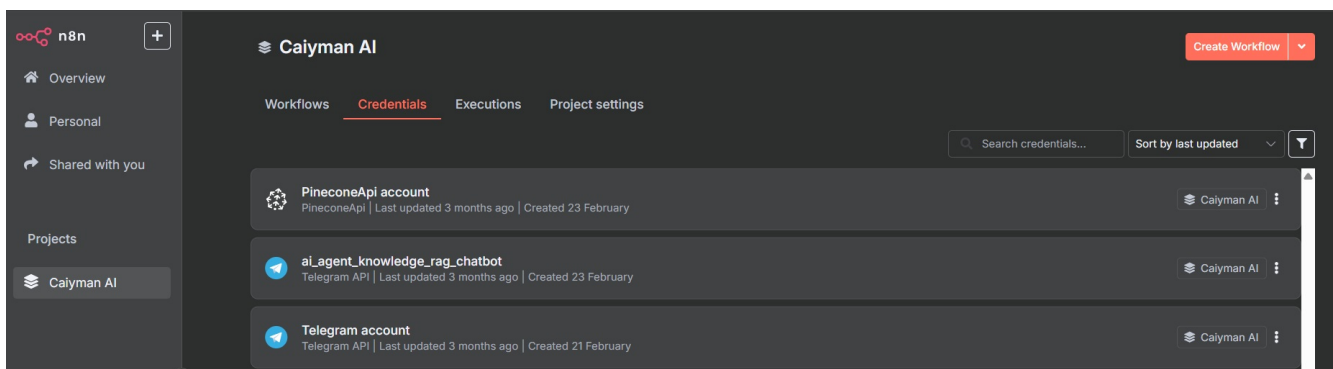 n8n
Overview
Personal
Shared with you
Projects
Caiyman AI
Caiyman AI
Create Workflow
Workflows Credentials Executions Project settings
Search credentials... Sort by last updated
PineconeApi account
PineconeApi | Last updated 3 months ago | Created 23 February
Caiyman AI
ai_agent_knowledge_rag_chatbot
Telegram API | Last updated 3 months ago | Created 23 February
Caiyman AI
Telegram account
Telegram API | Last updated 3 months ago | Created 21 February
Caiyman AI